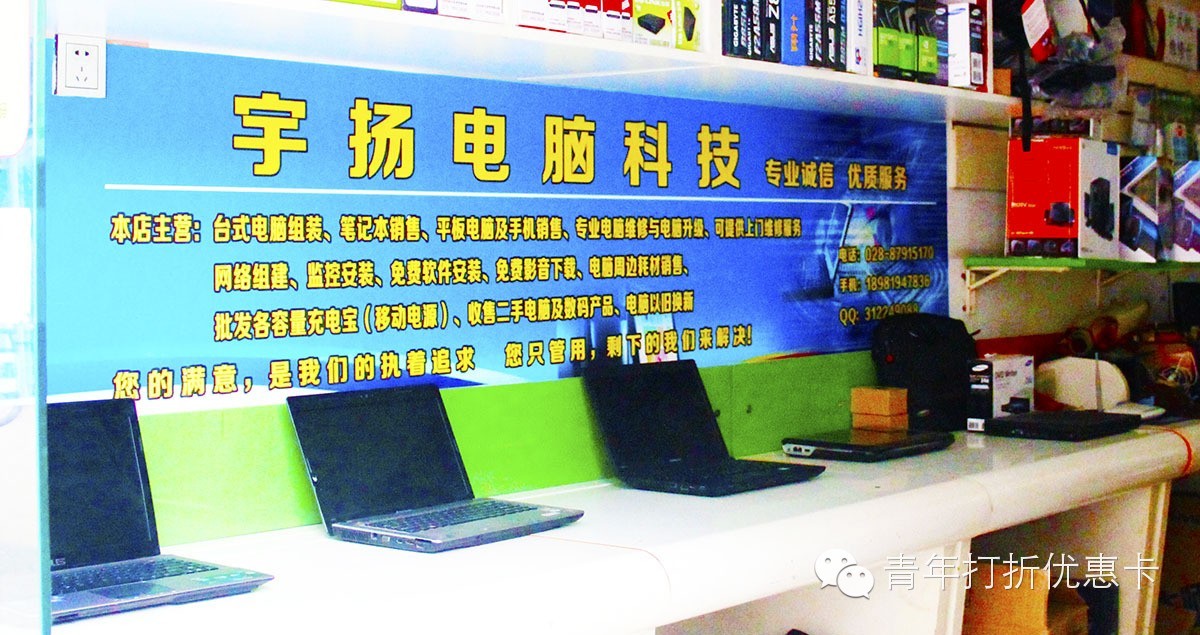 宇扬电脑科技 专业诚信 优质服务
本店主营：台式电脑组装、笔记本销售、平板电脑及手机销售、专业电脑维修与电脑升级、可提供上门维修服务
网络组建、监控安装、免费软件安装、免费影音下载、电脑周边耗材销售、
批发各容量充电宝（移动电源）、收售二手电脑及数码产品、电脑以旧换新
您的满意，是我们的执着追求 您只管用，剩下的我们来解决！
电话：028-87915170
手机：18981947836
QQ：312249088
GIGABYTE
GIGABYTE
F2A55M
SAMSUNG
SAMSUNG
青年打折优惠卡